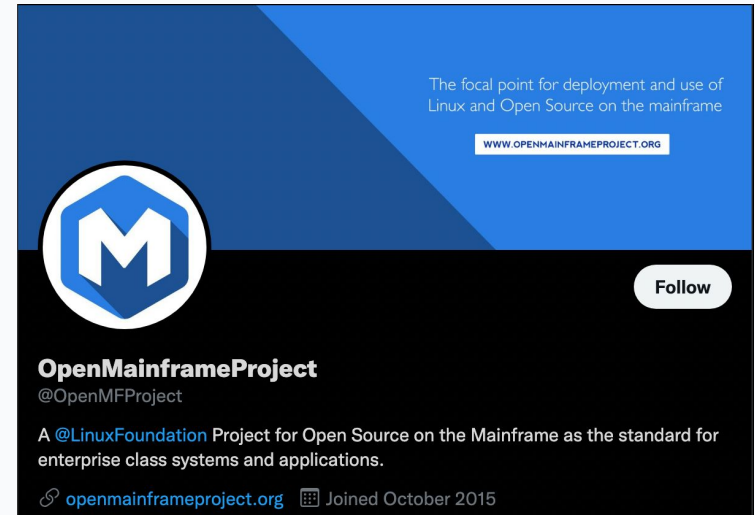 The focal point for deployment and use of
Linux and Open Source on the mainframe
WWW.OPENMAINFRAMEPROJECT.ORG
M
Follow
OpenMainframeProject
@OpenMFProject
A @LinuxFoundation Project for Open Source on the Mainframe as the standard for
enterprise class systems and applications.
openmainframeproject.org Joined October 2015